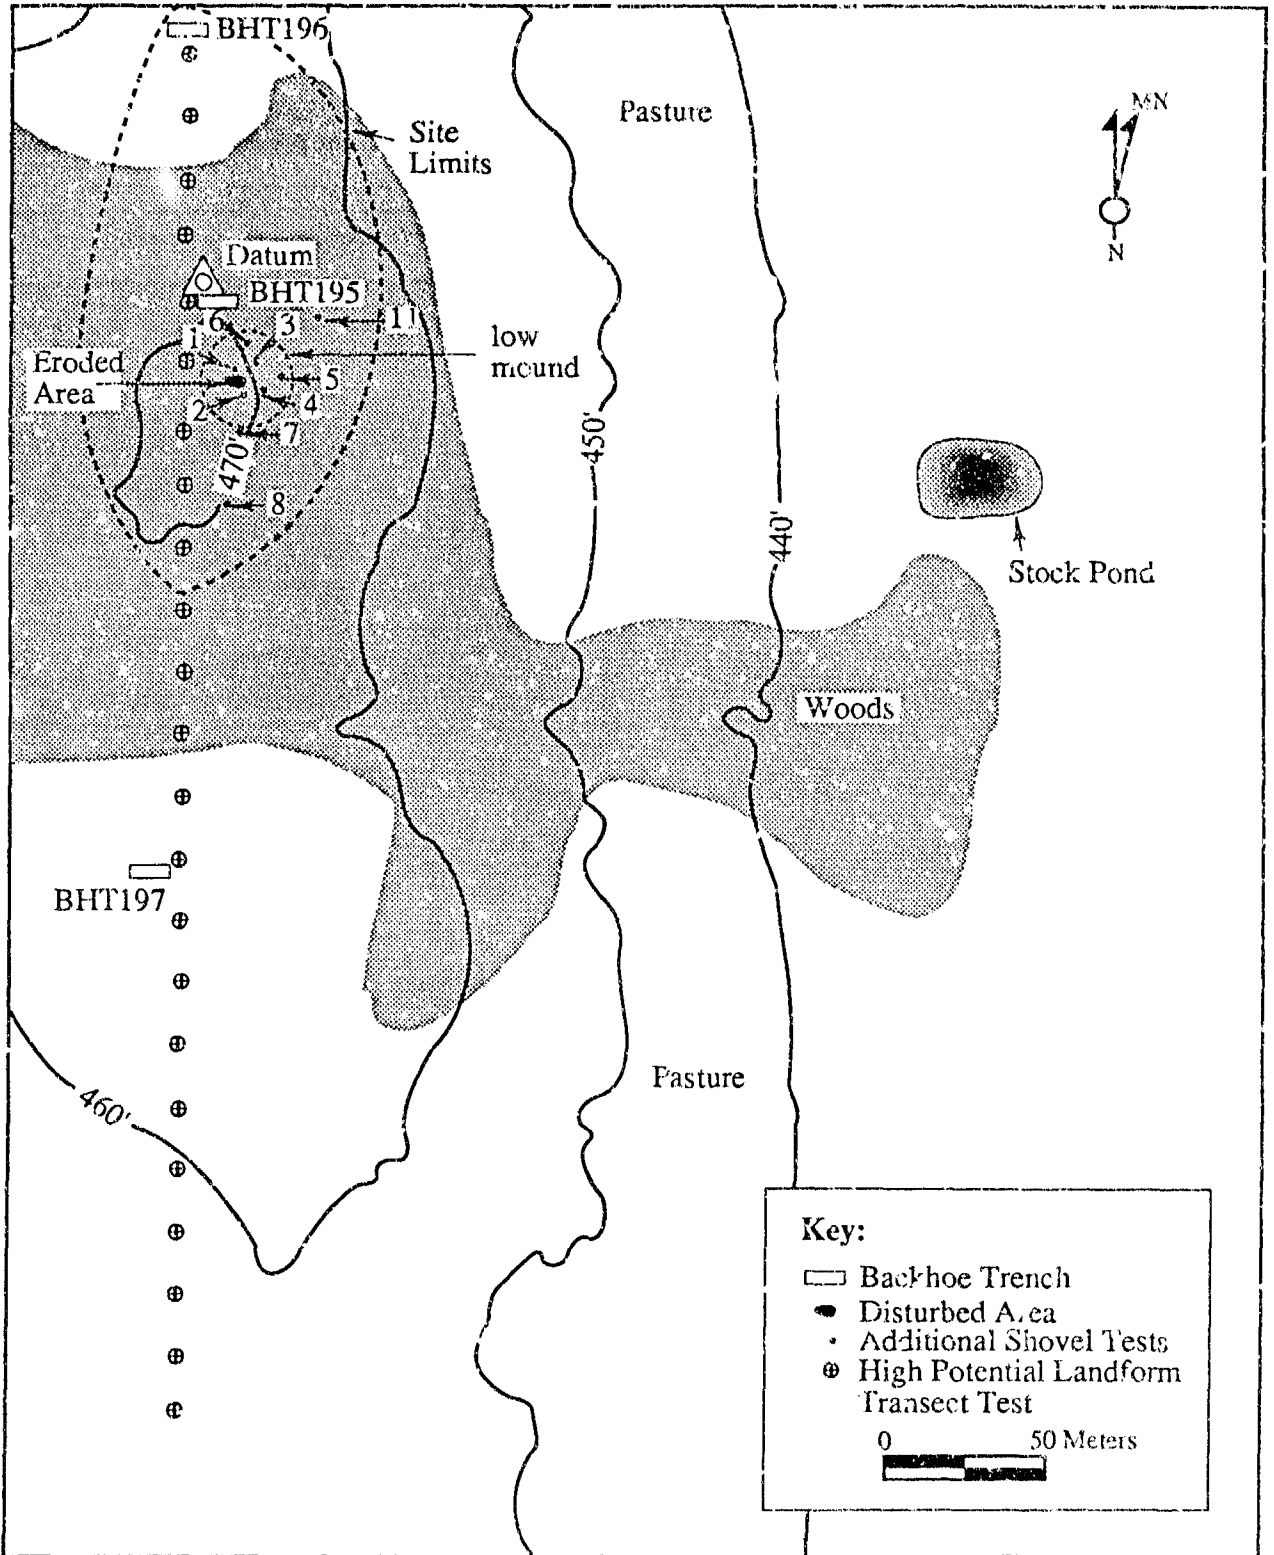 BHT196
Pasture
MN
N
Site
Limits
Datum
BHT195
11
6
3
1
low
mound
Eroded
Area
5
2
4
7
470'
8
450'
440'
Stock Pond
Woods
BHT197
460'
Pasture
Key:
Backhoe Trench
Disturbed Area
Additional Shovel Tests
High Potential Landform
Transect Test
0
50 Meters